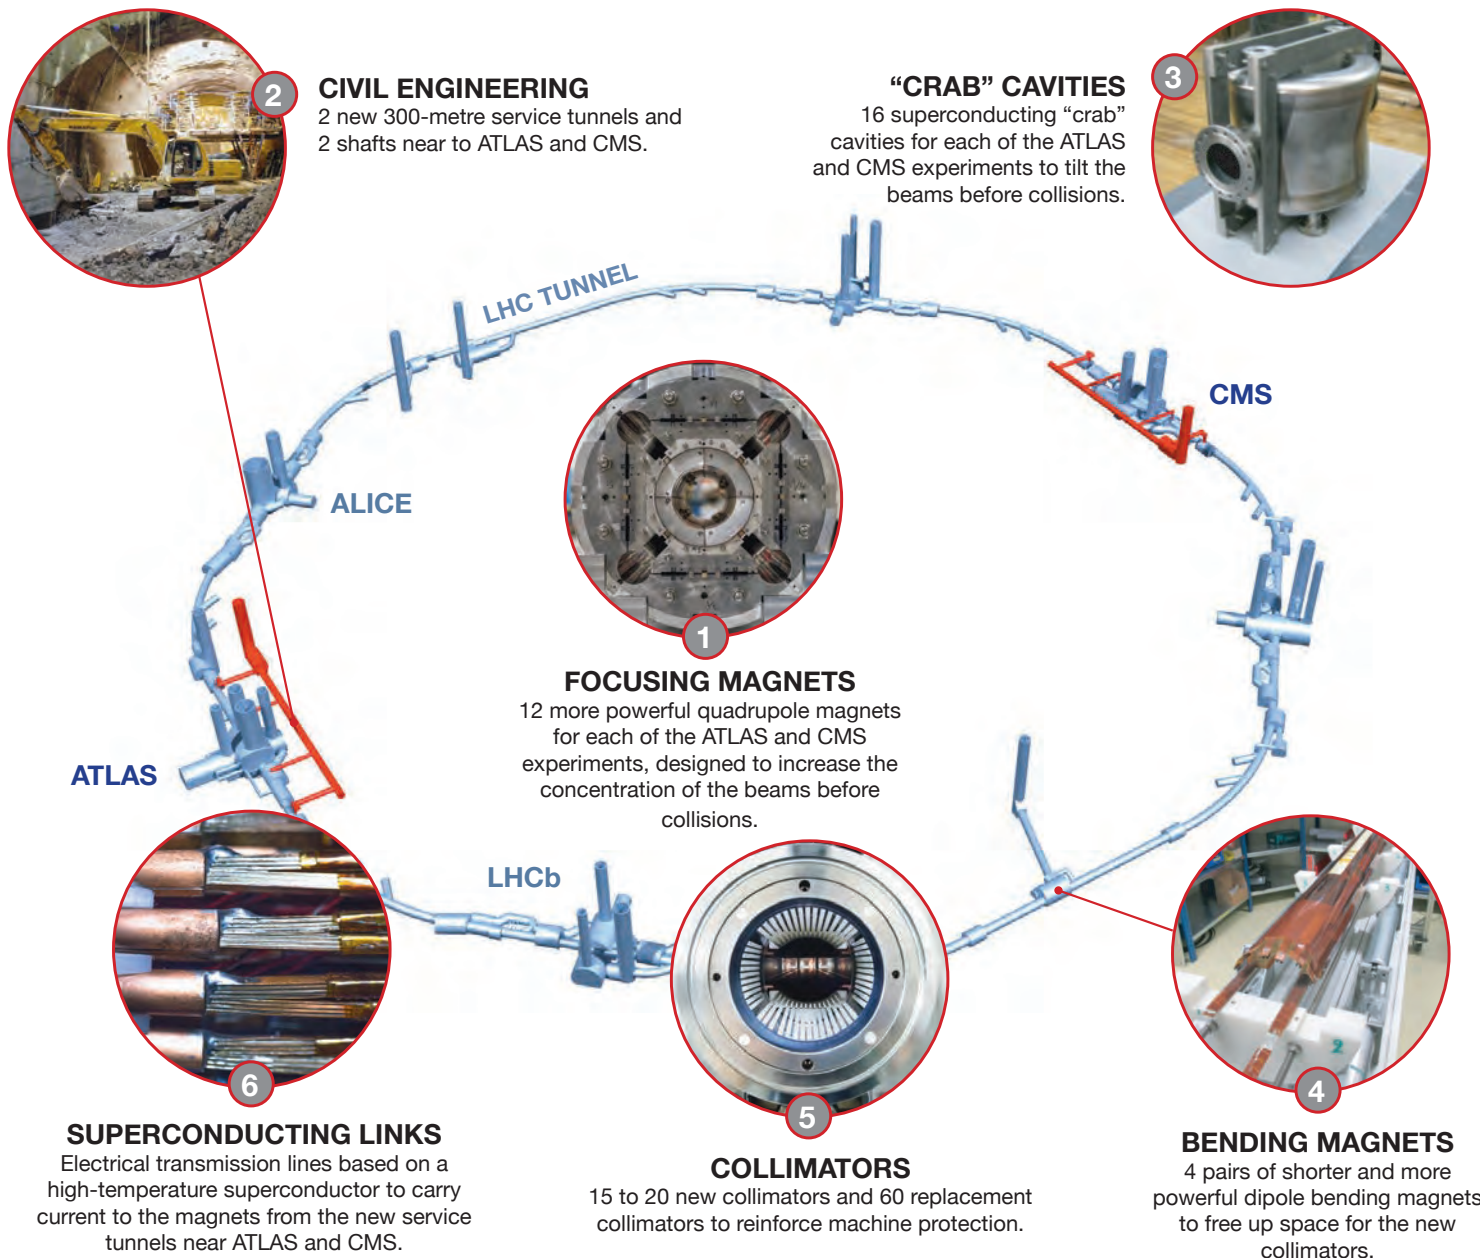 2
CIVIL ENGINEERING
2 new 300-metre service tunnels and
2 shafts near to ATLAS and CMS.
"CRAB" CAVITIES
16 superconducting "crab"
cavities for each of the ATLAS
and CMS experiments to tilt the
beams before collisions.
3
LHC TUNNEL
CMS
ALICE
1
FOCUSING MAGNETS
12 more powerful quadrupole magnets
for each of the ATLAS and CMS
experiments, designed to increase the
concentration of the beams before
collisions.
ATLAS
LHCb
6
SUPERCONDUCTING LINKS
Electrical transmission lines based on a
high-temperature superconductor to carry
current to the magnets from the new service
tunnels near ATLAS and CMS.
5
COLLIMATORS
15 to 20 new collimators and 60 replacement
collimators to reinforce machine protection.
2
4
BENDING MAGNETS
4 pairs of shorter and more
powerful dipole bending magnets
to free up space for the new
collimators.